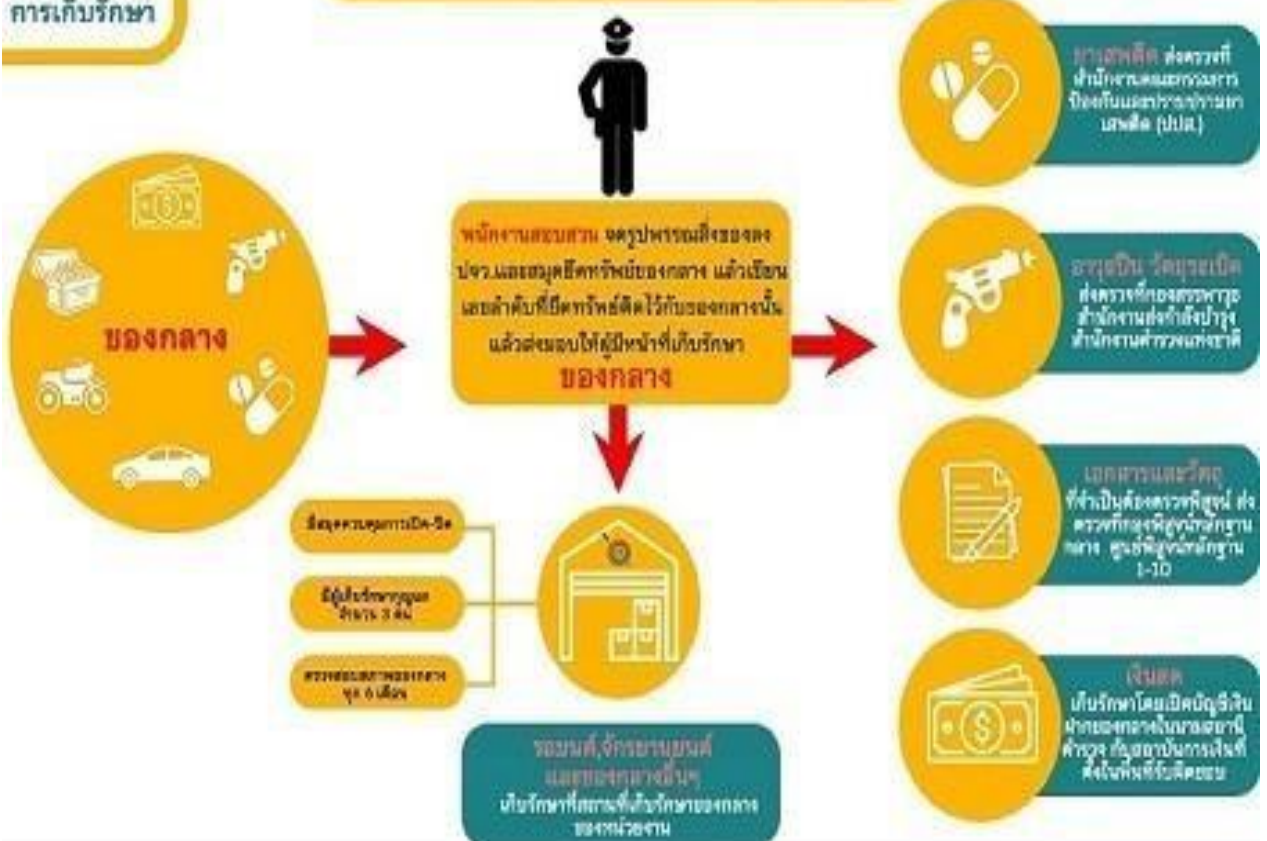 การเก็บรักษา
ของกลาง
พนักงานสอบสวน จดรูปพรรณสิ่งของลง
ปจว.และสมุดยึดทรัพย์ของกลาง แล้วเขียน
เลขลำดับที่ยึดทรัพย์ติดไว้กับของกลางนั้น
แล้วส่งมอบให้ผู้มีหน้าที่เก็บรักษา
ของกลาง
ยาเสพติด ส่งตรวจที่
สำนักงานคณะกรรมการ
ป้องกันและปราบปรามยา
เสพติด (ปปส.)
อาวุธปืน วัตถุระเบิด
ส่งตรวจที่กองสรรพาวุธ
สำนักงานส่งกำลังบำรุง
สำนักงานตำรวจแห่งชาติ
เอกสารและวัตถุ
ที่จำเป็นต้องตรวจพิสูจน์ ส่ง
ตรวจที่กองพิสูจน์หลักฐาน
กลาง ศูนย์พิสูจน์หลักฐาน
1-10
เงินสด
เก็บรักษาโดยเปิดบัญชีเงิน
ฝากของกลางในนามสถานี
ตำรวจ กับสถาบันการเงินที่
ตั้งในพื้นที่รับผิดชอบ
มีสมุดควบคุมการเปิด-ปิด
มีผู้เก็บรักษากุญแจ
จำนวน 3 คน
ตรวจสอบสภาพของกลาง
ทุก 6 เดือน
รถยนต์,จักรยานยนต์
และของกลางอื่นๆ
เก็บรักษาที่สถานที่เก็บรักษาของกลาง
ของหน่วยงาน